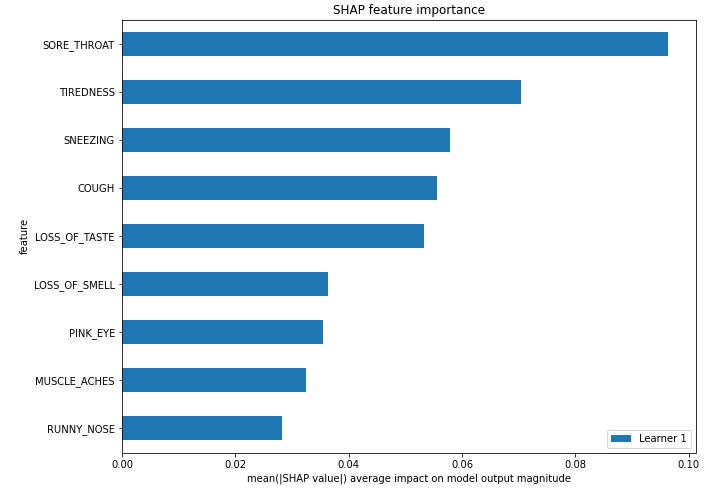 SHAP feature importance
SORE_THROAT
TIREDNESS
SNEEZING
COUGH
LOSS_OF_TASTE
LOSS_OF_SMELL
PINK_EYE
MUSCLE_ACHES
RUNNY_NOSE
feature
Learner 1
0.00 0.02 0.04 0.06 0.08 0.10
mean(|SHAP value|) average impact on model output magnitude